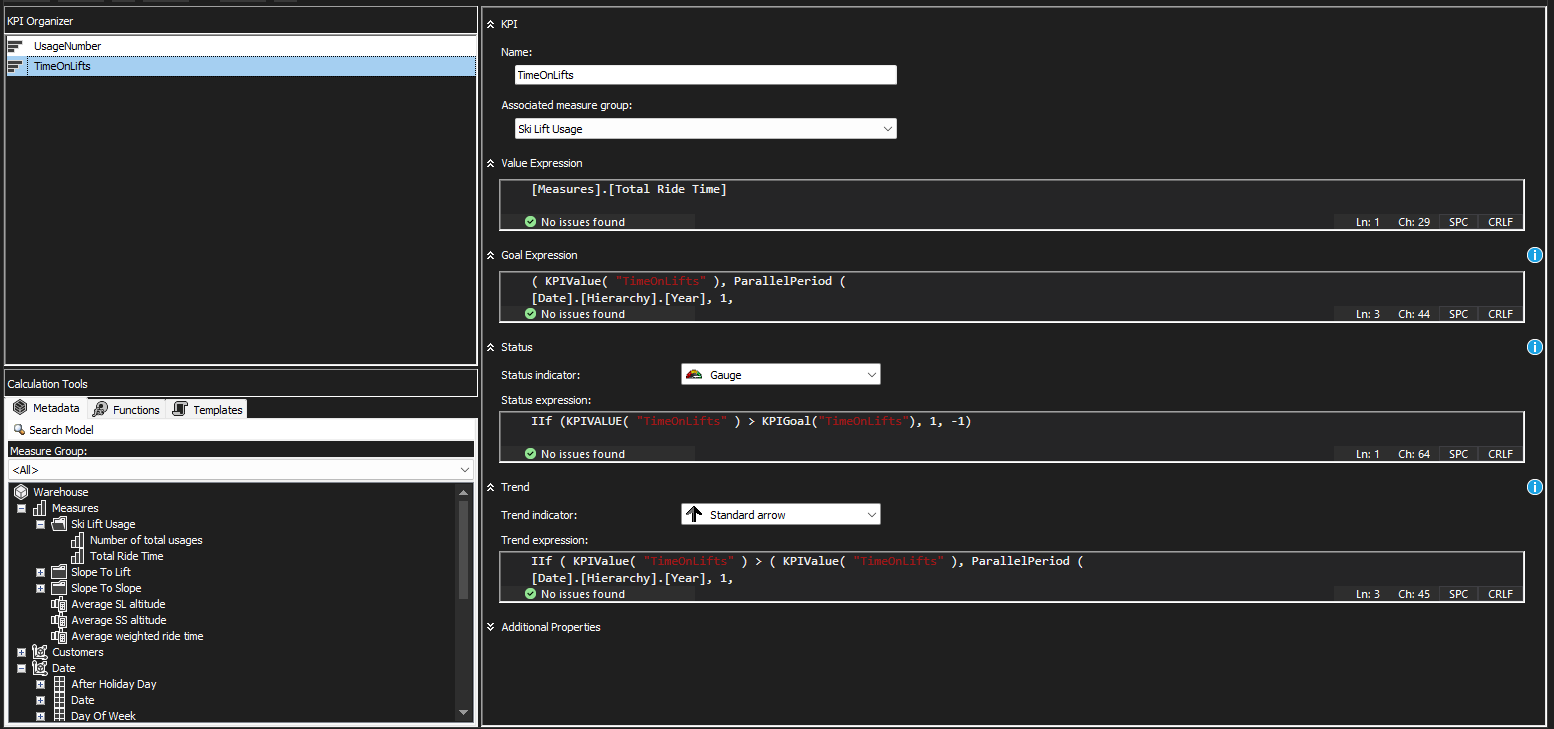 KPI Organizer
UsageNumber
TimeOnLifts
Calculation Tools
Metadata
Functions
Templates
Search Model
Measure Group:
<All>
Warehouse
Measures
Ski Lift Usage
Number of total usages
Total Ride Time
Slope To Lift
Slope To Slope
Average SL altitude
Average SS altitude
Average weighted ride time
Customers
Date
After Holiday Day
Date
Day Of Week
KPI
Name:
TimeOnLifts
Associated measure group:
Ski Lift Usage
Value Expression
[Measures].[Total Ride Time]
No issues found Ln: 1 Ch: 29 SPC CRLF
Goal Expression
( KPIValue( "TimeOnLifts" ), ParallelPeriod (
[Date].[Hierarchy].[Year], 1,
No issues found Ln: 3 Ch: 44 SPC CRLF
Status
Status indicator: Gauge
Status expression:
IIf (KPIVALUE( "TimeOnLifts" ) > KPIGoal("TimeOnLifts"), 1, -1)
No issues found Ln: 1 Ch: 64 SPC CRLF
Trend
Trend indicator: Standard arrow
Trend expression:
IIf ( KPIValue( "TimeOnLifts" ) > ( KPIValue( "TimeOnLifts" ), ParallelPeriod (
[Date].[Hierarchy].[Year], 1,
No issues found Ln: 3 Ch: 45 SPC CRLF
Additional Properties